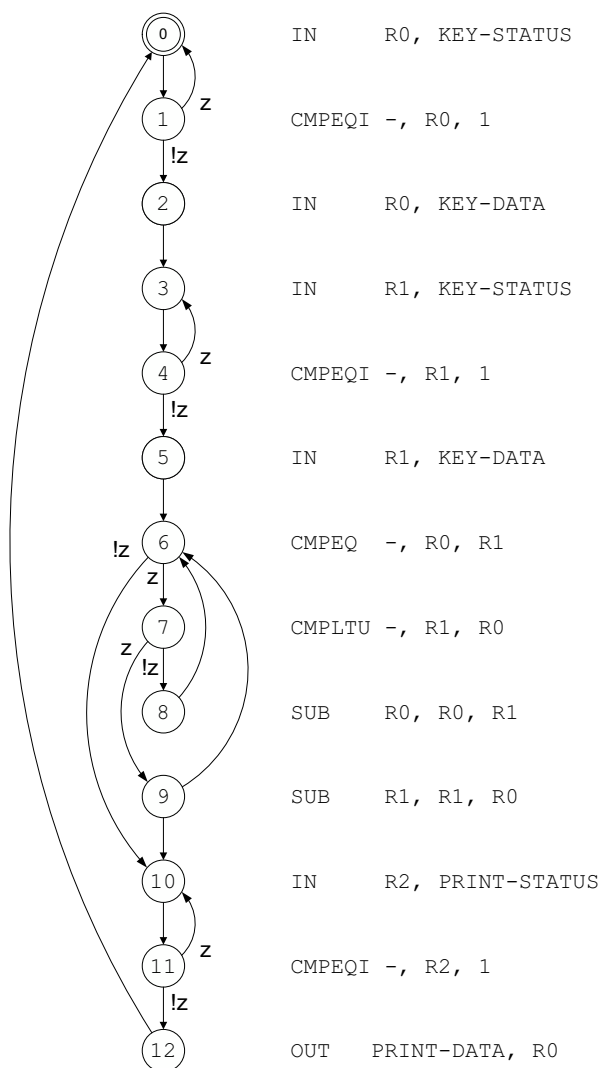 0 IN R0, KEY-STATUS
z
1 CMPEQI -, R0, 1
!z
2 IN R0, KEY-DATA
3 IN R1, KEY-STATUS
z
4 CMPEQI -, R1, 1
!z
5 IN R1, KEY-DATA
!z 6 CMPEQ -, R0, R1
z
7 CMPLTU -, R1, R0
z !z
8 SUB R0, R0, R1
9 SUB R1, R1, R0
10 IN R2, PRINT-STATUS
z
11 CMPEQI -, R2, 1
!z
12 OUT PRINT-DATA, R0